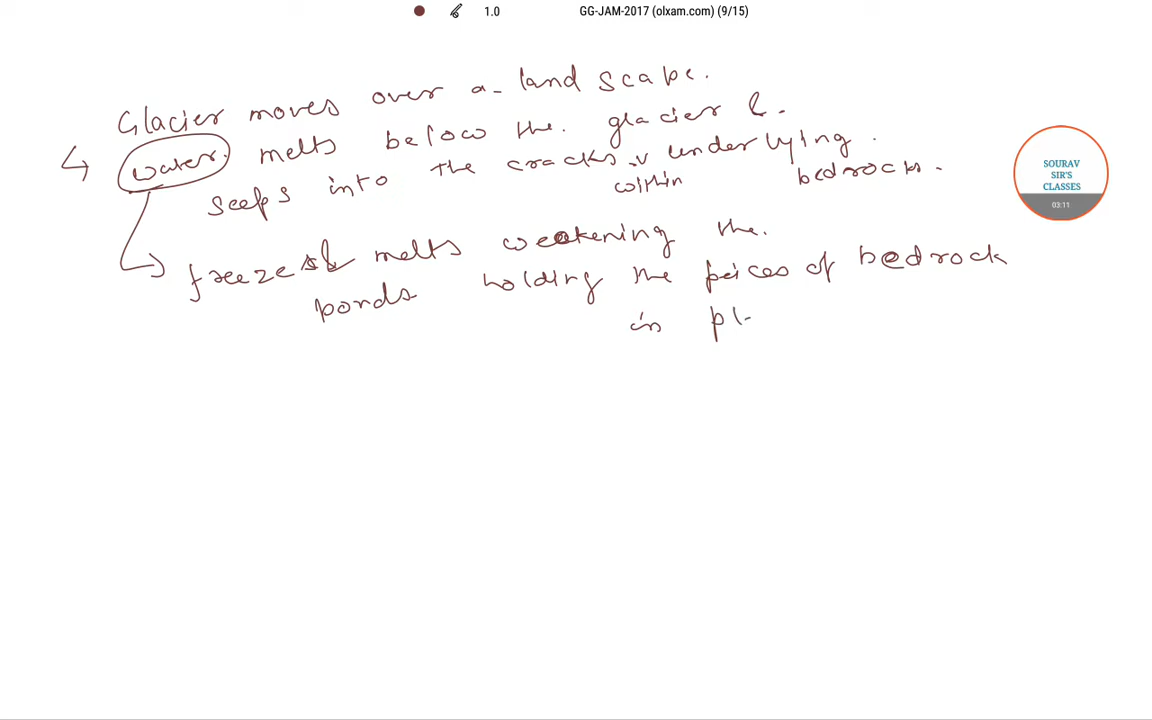 1.0 GG-JAM-2017 (olxam.com) (9/15)
Glacier moves over a land scape.
water. melts below the. glacier &.
seeps into the cracks within underlying.
bedrocks.
SOURAV
SIR'S
CLASSES
03:11
freezes & melts weakening the.
bonds holding the peices of bedrock
in pl